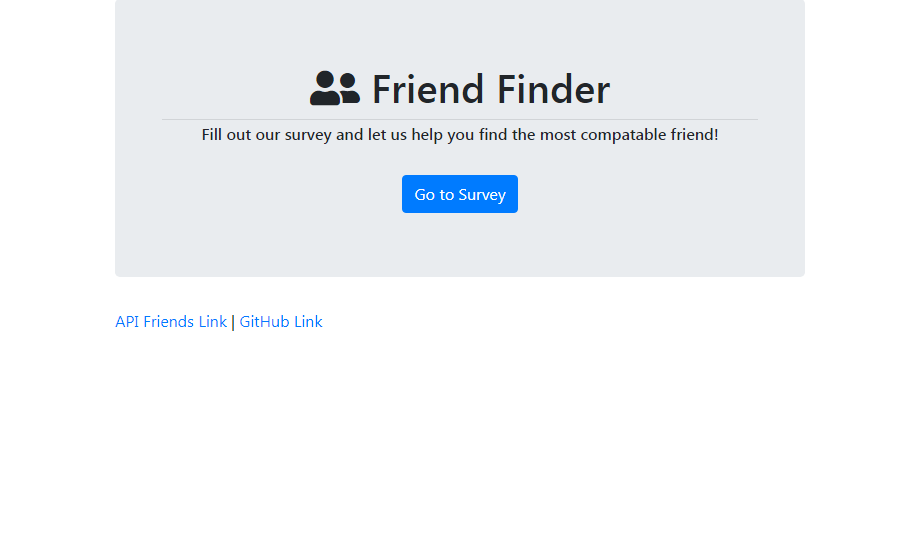 Friend Finder
Fill out our survey and let us help you find the most compatable friend!
Go to Survey
API Friends Link | GitHub Link